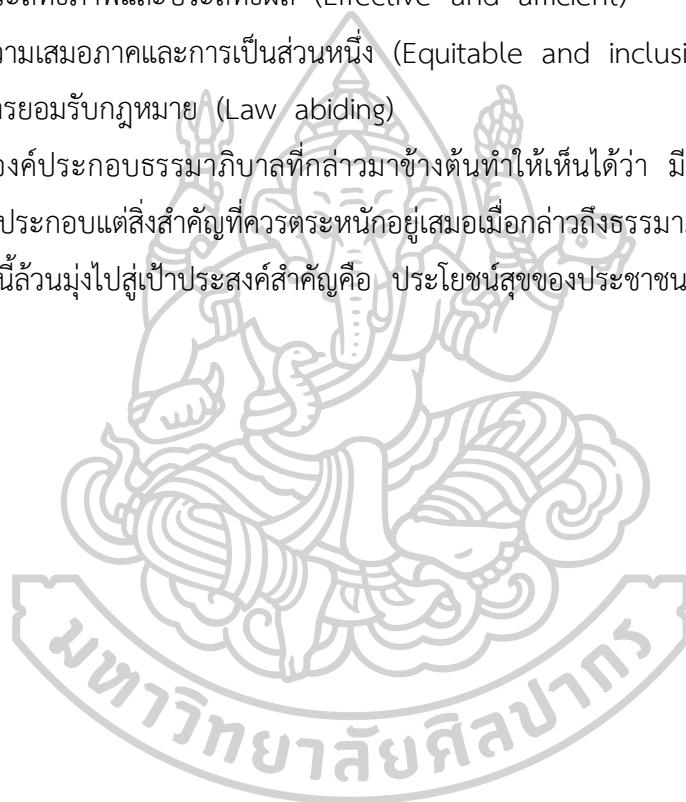 ระสิทธิภาพและประสิทธิผล (Effective and efficient)
วามเสมอภาคและการเป็นส่วนหนึ่ง (Equitable and inclusi
ารยอมรับกฎหมาย (Law abiding)
องค์ประกอบธรรมาภิบาลที่กล่าวมาข้างต้นทำให้เห็นได้ว่า มี
ประกอบแต่สิ่งสำคัญที่ควรตระหนักอยู่เสมอเมื่อกล่าวถึงธรรมา
นี้ล้วนมุ่งไปสู่เป้าประสงค์สำคัญคือ ประโยชน์สุขของประชาชน
มหาวิทยาลัยศิลปากร